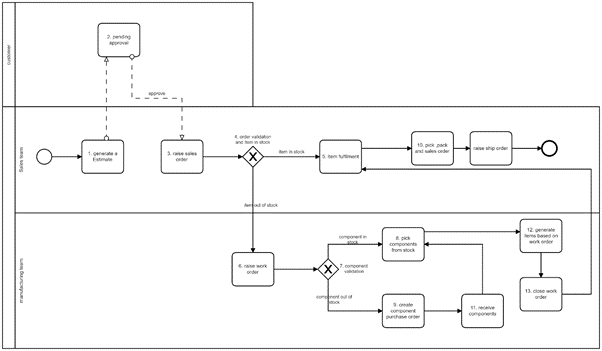 customer
2. pending
approval
approve
Sales team
1. generate a
Estimate
3. raise sales
order
4. order validation
and item in stock
item in stock
5. item fulfilment
10. pick ,pack
and sales order
raise ship order
item out of stock
manufacturing team
6. raise work
order
component in
stock
7. component
validation
component out of
stock
8. pick
components
from stock
9. create
component
purchase order
11. receive
components
12. generate
items based on
work order
13. close work
order